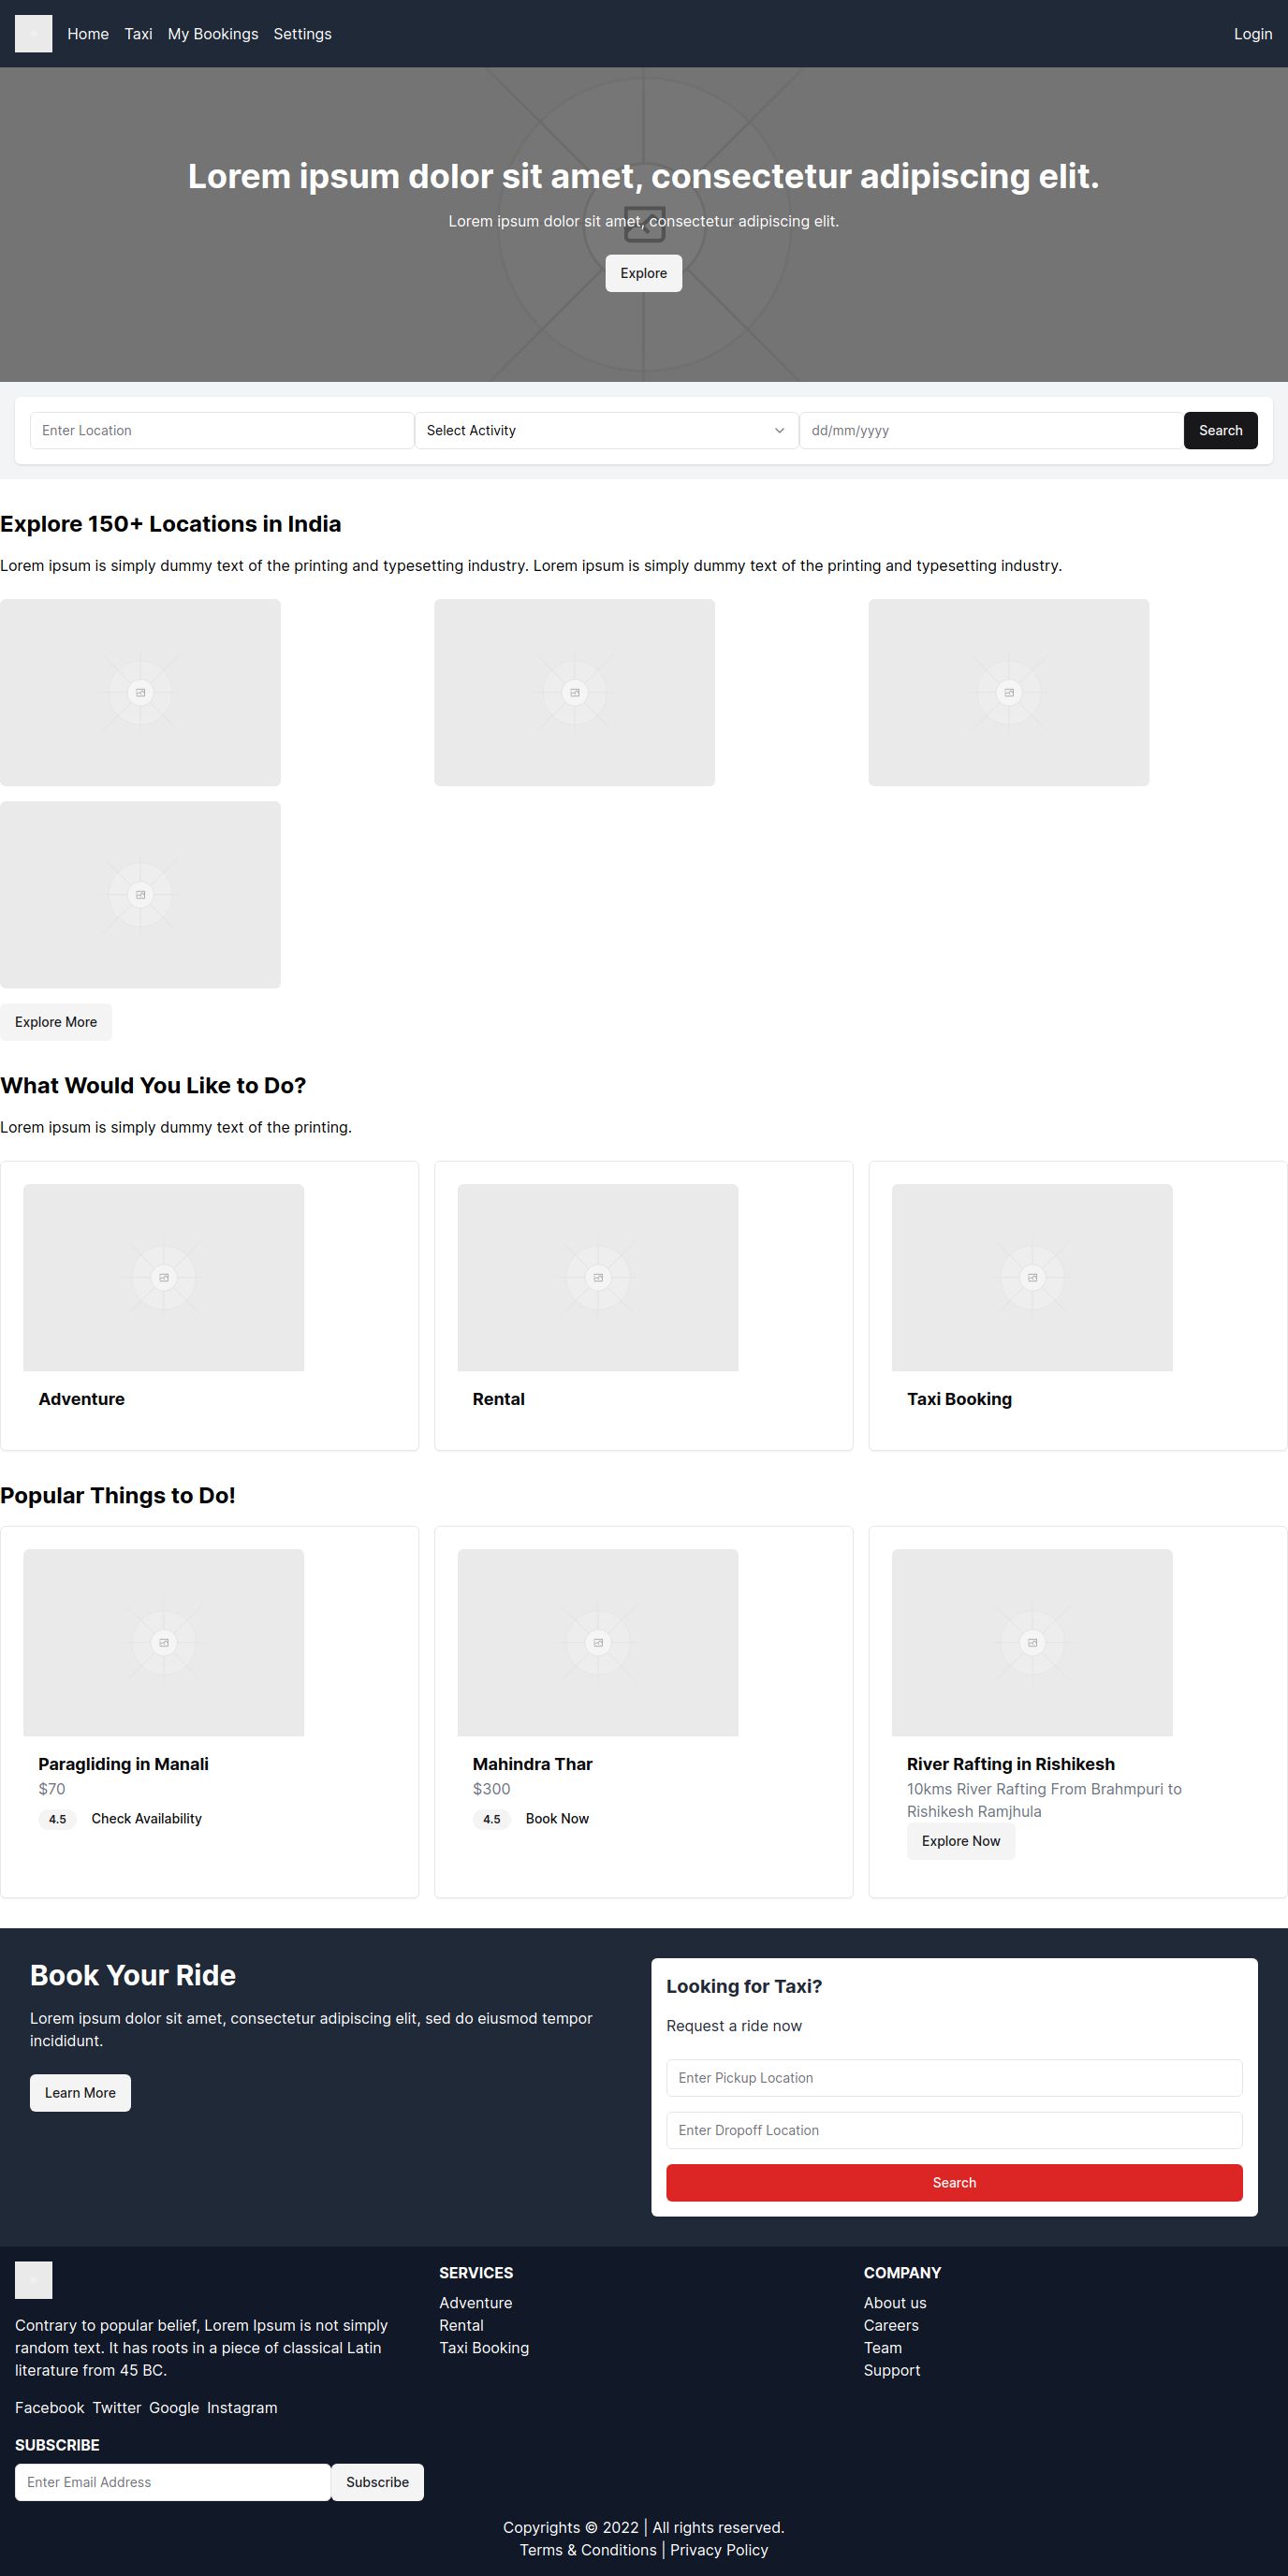 Home Taxi My Bookings Settings Login
Lorem ipsum dolor sit amet, consectetur adipiscing elit.
Lorem ipsum dolor sit amet, consectetur adipiscing elit.
Explore
Enter Location Select Activity dd/mm/yyyy Search
Explore 150+ Locations in India
Lorem ipsum is simply dummy text of the printing and typesetting industry. Lorem ipsum is simply dummy text of the printing and typesetting industry.
Explore More
What Would You Like to Do?
Lorem ipsum is simply dummy text of the printing.
Adventure
Rental
Taxi Booking
Popular Things to Do!
Paragliding in Manali
$70
4.5 Check Availability
Mahindra Thar
$300
4.5 Book Now
River Rafting in Rishikesh
10kms River Rafting From Brahmpuri to
Rishikesh Ramjhula
Explore Now
Book Your Ride
Lorem ipsum dolor sit amet, consectetur adipiscing elit, sed do eiusmod tempor
incididunt.
Learn More
Looking for Taxi?
Request a ride now
Enter Pickup Location
Enter Dropoff Location
Search
Contrary to popular belief, Lorem Ipsum is not simply
random text. It has roots in a piece of classical Latin
literature from 45 BC.
Facebook Twitter Google Instagram
SUBSCRIBE
Enter Email Address Subscribe
SERVICES
Adventure
Rental
Taxi Booking
COMPANY
About us
Careers
Team
Support
Copyrights © 2022 | All rights reserved.
Terms & Conditions | Privacy Policy